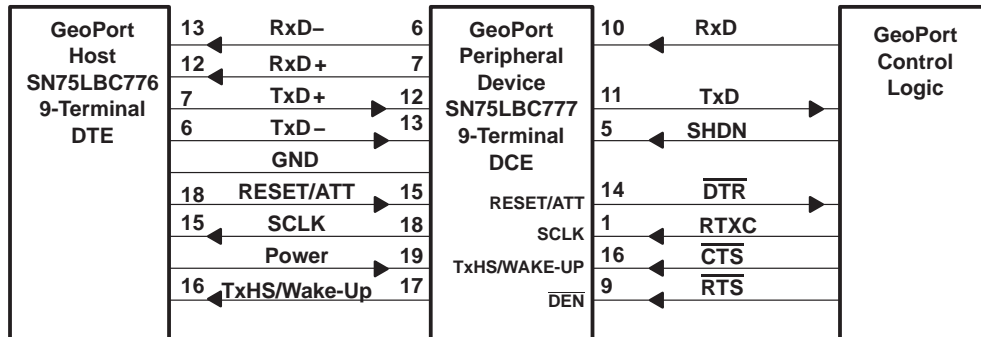 GeoPort
Host
SN75LBC776
9-Terminal
DTE
13 RxD– 6
12 RxD+ 7
7 TxD+ 12
6 TxD– 13
GND
18 RESET/ATT 15
15 SCLK 18
Power 19
16 TxHS/Wake-Up 17
GeoPort
Peripheral
Device
SN75LBC777
9-Terminal
DCE
RESET/ATT
SCLK
TxHS/WAKE-UP
DEN
10 RxD
11 TxD
5 SHDN
14 DTR
1 RTXC
16 CTS
9 RTS
GeoPort
Control
Logic